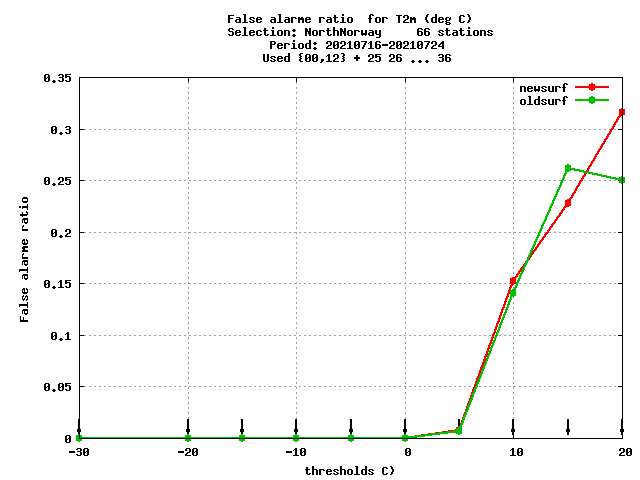 False alarme ratio  for T2m (deg C)
Selection: NorthNorway     66 stations
Period: 20210716-20210724
Used {00,12} + 25 26 ... 36
0.35
0.3
0.25
0.2
0.15
0.1
0.05
0
False alarme ratio
newsurf
oldsurf
-30 -20 -10 0 10 20
thresholds C)